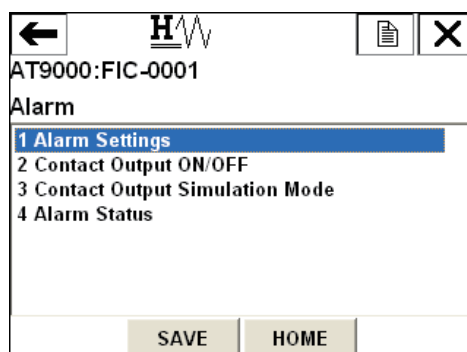 H
AT9000:FIC-0001
Alarm
1 Alarm Settings
2 Contact Output ON/OFF
3 Contact Output Simulation Mode
4 Alarm Status
SAVE HOME